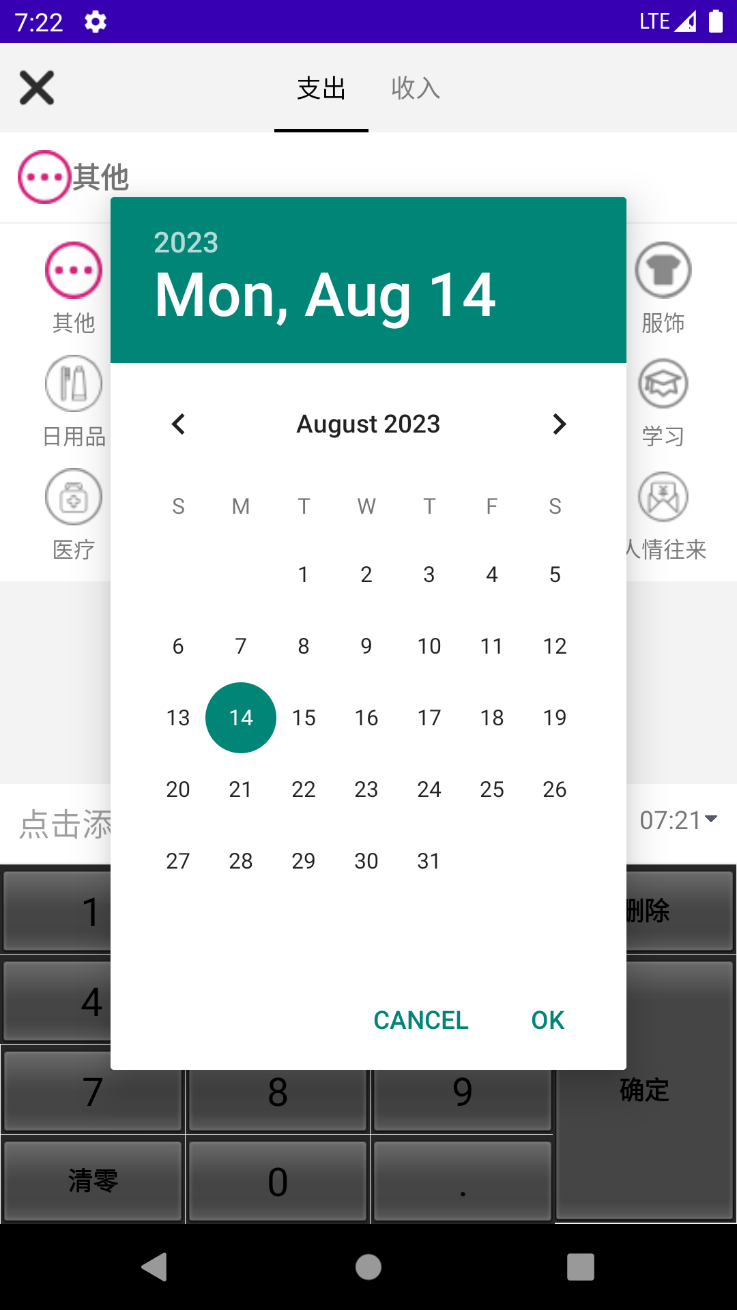 7:22 LTE
支出 收入
其他
2023
Mon, Aug 14
其他 服饰
August 2023
日用品 学习
S M T W T F S
医疗 人情往来
1 2 3 4 5
6 7 8 9 10 11 12
13 14 15 16 17 18 19
20 21 22 23 24 25 26
点击添 07:21
27 28 29 30 31
1 删除
4
CANCEL OK
7 8 9 确定
清零 0 .